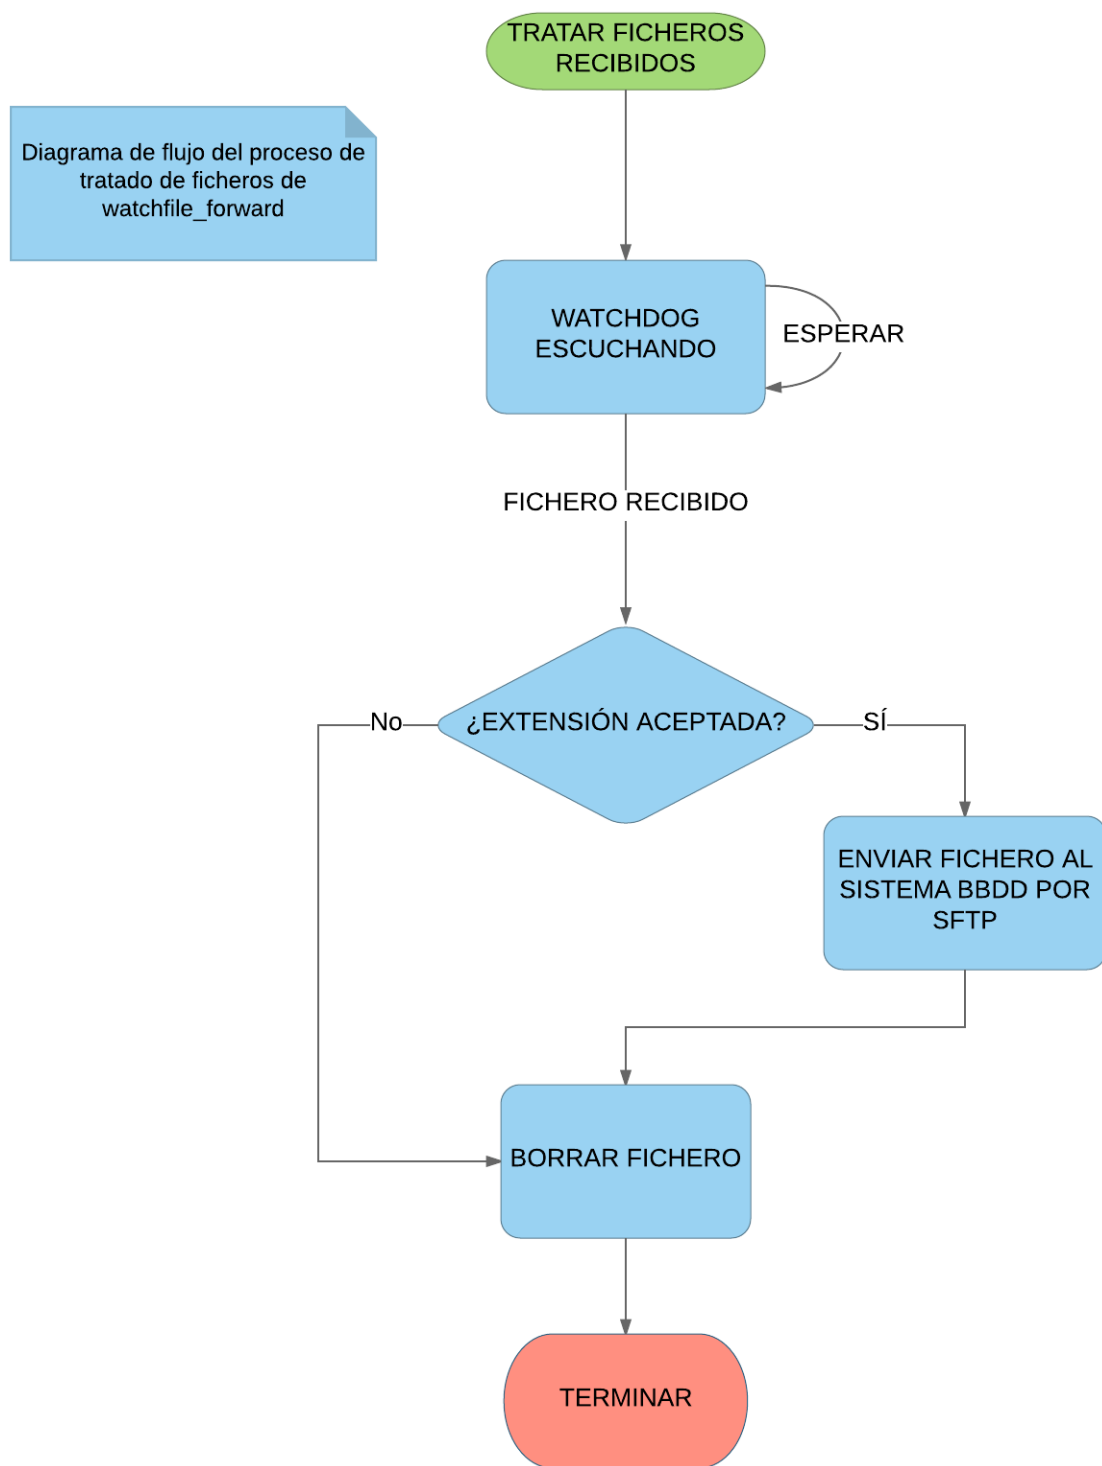 TRATAR FICHEROS
RECIBIDOS
Diagrama de flujo del proceso de
tratado de ficheros de
watchfile_forward
WATCHDOG
ESCUCHANDO
ESPERAR
FICHERO RECIBIDO
No
¿EXTENSIÓN ACEPTADA?
SÍ
ENVIAR FICHERO AL
SISTEMA BBDD POR
SFTP
BORRAR FICHERO
TERMINAR